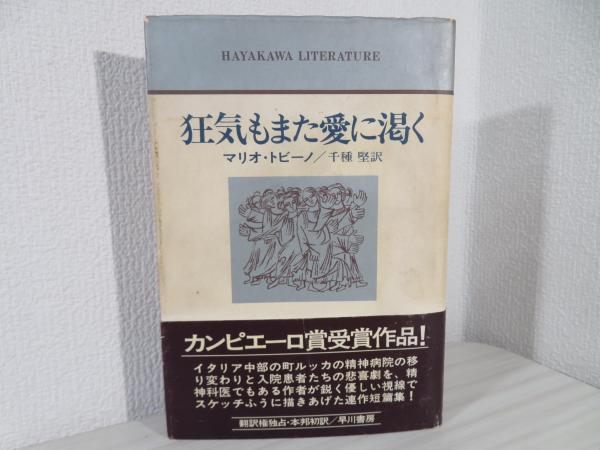 HAYAKAWA LITERATURE
狂気もまた愛に渇く
マリオ・トビーノ／千種 堅訳
カンピエーロ賞受賞作品!
イタリア中部の町ルッカの精神病院の移
り変わりと入院患者たちの悲喜劇を、精
神科医でもある作者が鋭く優しい視線で
スケッチふうに描きあげた連作短篇集!
翻訳権独占・本邦初訳／早川書房